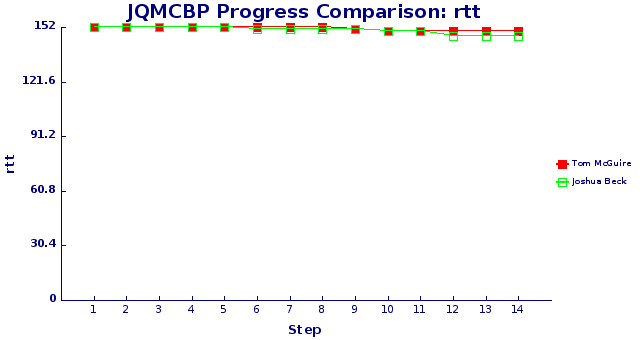 JQMCBP Progress Comparison: rtt
152
121.6
91.2
60.8
30.4
0
rtt
1 2 3 4 5 6 7 8 9 10 11 12 13 14
Step
Tom McGuire
Joshua Beck